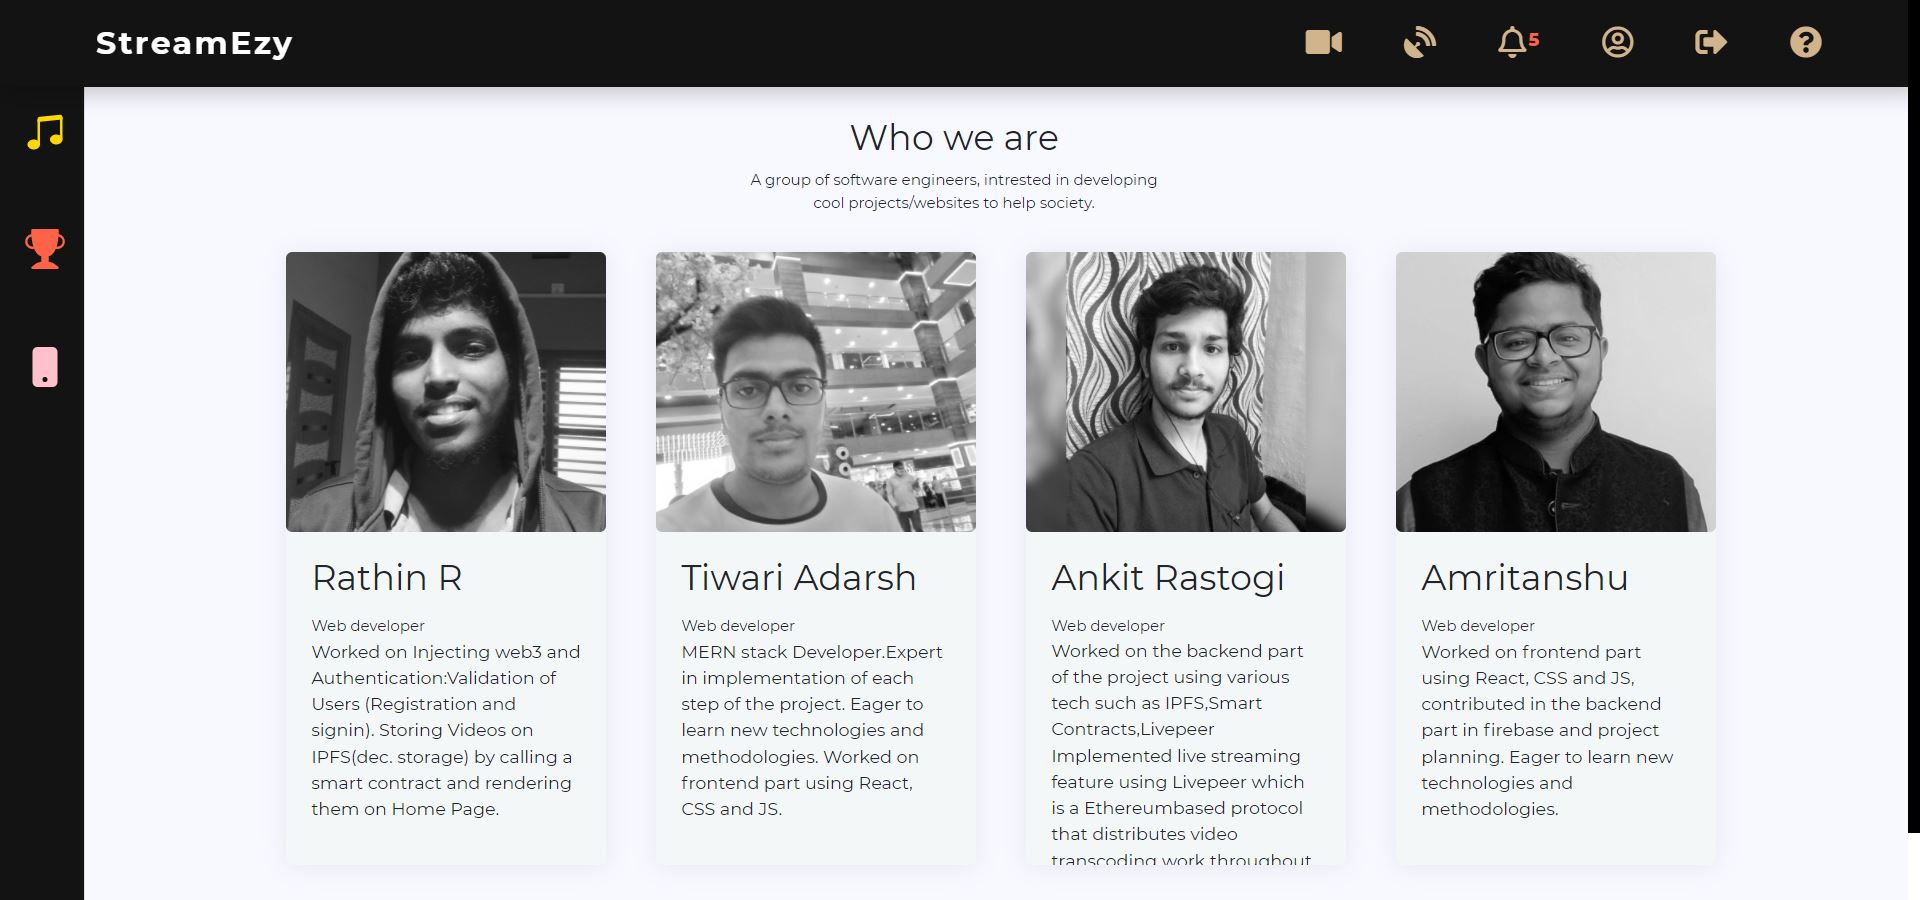 StreamEzy
5
Who we are
A group of software engineers, intrested in developing
cool projects/websites to help society.
Rathin R
Web developer
Worked on Injecting web3 and
Authentication:Validation of
Users (Registration and
signin). Storing Videos on
IPFS(dec. storage) by calling a
smart contract and rendering
them on Home Page.
Tiwari Adarsh
Web developer
MERN stack Developer.Expert
in implementation of each
step of the project. Eager to
learn new technologies and
methodologies. Worked on
frontend part using React,
CSS and JS.
Ankit Rastogi
Web developer
Worked on the backend part
of the project using various
tech such as IPFS,Smart
Contracts,Livepeer
Implemented live streaming
feature using Livepeer which
is a Ethereumbased protocol
that distributes video
transcoding work throughout
Amritanshu
Web developer
Worked on frontend part
using React, CSS and JS,
contributed in the backend
part in firebase and project
planning. Eager to learn new
technologies and
methodologies.